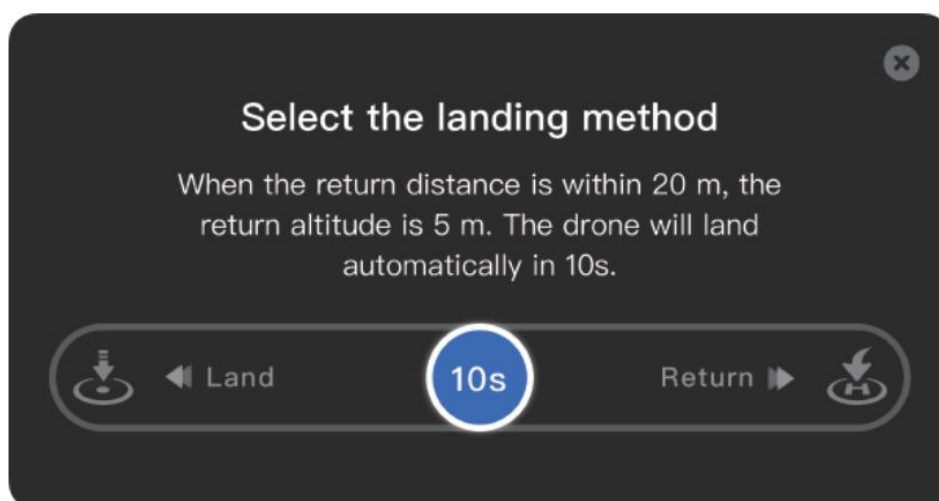 Select the landing method
When the return distance is within 20 m, the
return altitude is 5 m. The drone will land
automatically in 10s.
Land 10s Return